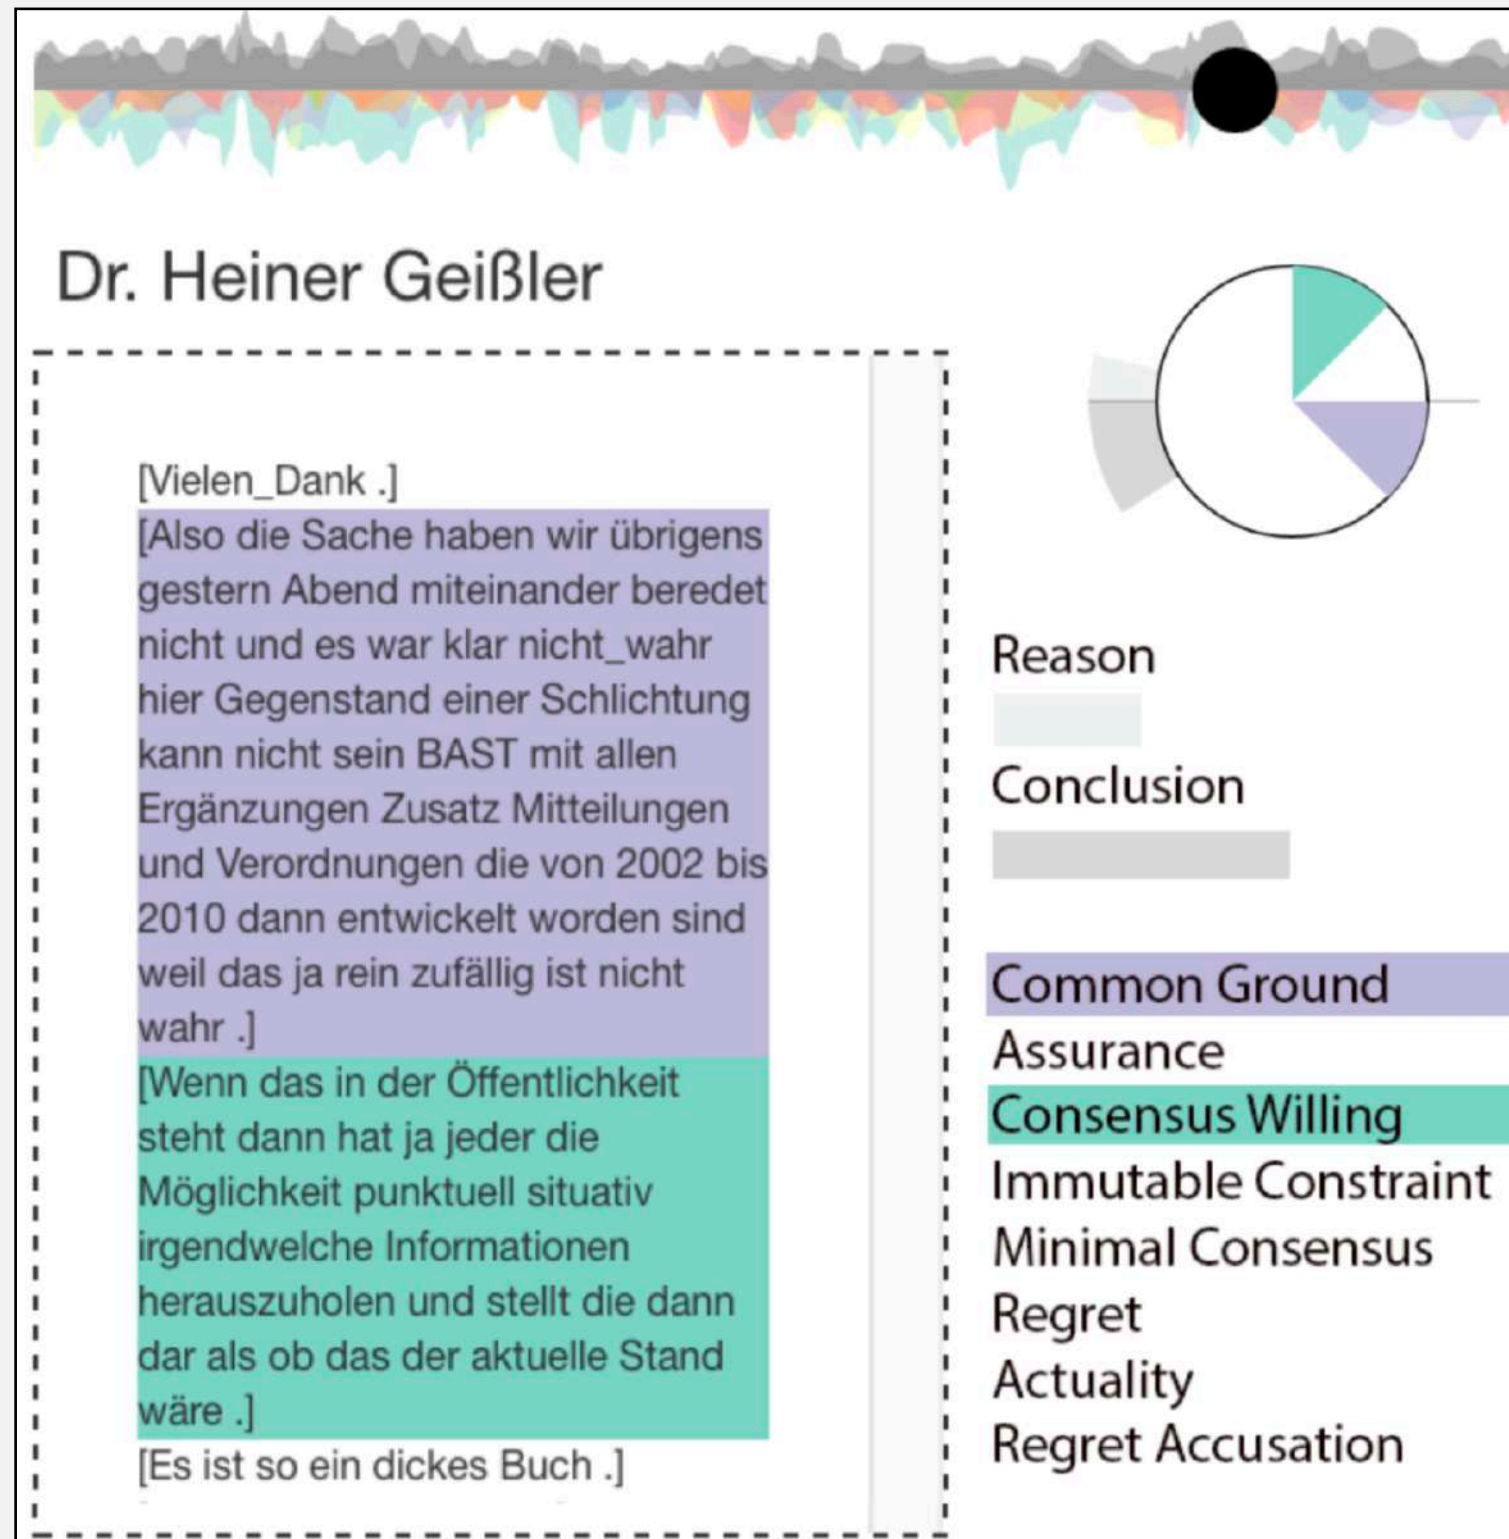 Dr. Heiner Geißler
[Vielen_Dank .]
[Also die Sache haben wir übrigens
gestern Abend miteinander beredet
nicht und es war klar nicht_wahr
hier Gegenstand einer Schlichtung
kann nicht sein BAST mit allen
Ergänzungen Zusatz Mitteilungen
und Verordnungen die von 2002 bis
2010 dann entwickelt worden sind
weil das ja rein zufällig ist nicht
wahr .]
[Wenn das in der Öffentlichkeit
steht dann hat ja jeder die
Möglichkeit punktuell situativ
irgendwelche Informationen
herauszuholen und stellt die dann
dar als ob das der aktuelle Stand
wäre .]
[Es ist so ein dickes Buch .]
Reason
Conclusion
Common Ground
Assurance
Consensus Willing
Immutable Constraint
Minimal Consensus
Regret
Actuality
Regret Accusation